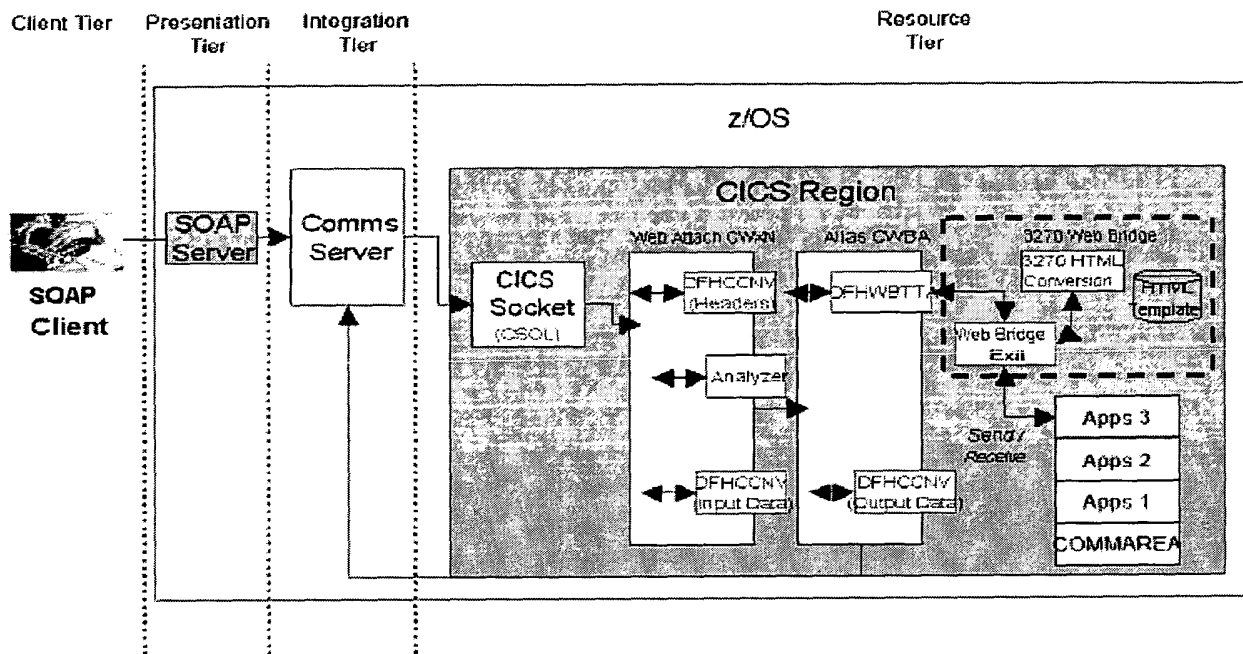 Client Tier
Presentation
Tier
Integration
Tier
Resource
Tier
z/OS
CICS Region
SOAP
Client
SOAP
Server
Comms
Server
CICS
Socket
(CSOL)
Web Attach CWXN
DFHCCNV
(Headers)
Analyzer
DFHCCNV
(Input Data)
Alias CWBA
DFHWBTTA
DFHCCNV
(Output Data)
3270 Web Bridge
3270 HTML
Conversion
HTML
Template
Web Bridge
Exit
Send /
Receive
Apps 3
Apps 2
Apps 1
COMMAREA